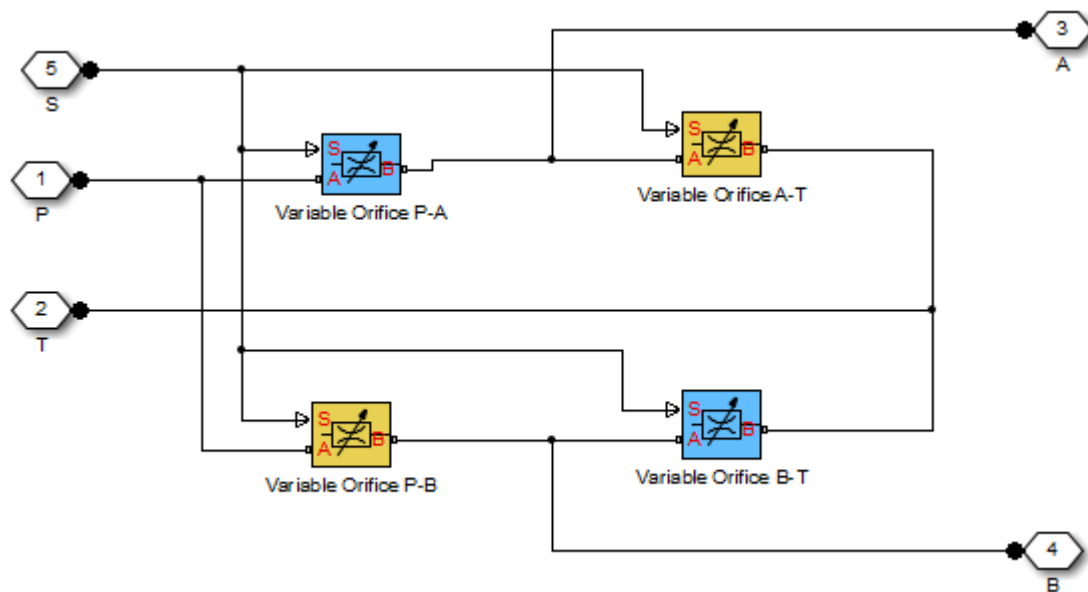 3
A
5
S
S
A
B
Variable Orifice P-A
S
A
B
Variable Orifice A-T
1
P
2
T
S
A
B
Variable Orifice P-B
S
A
B
Variable Orifice B-T
4
B